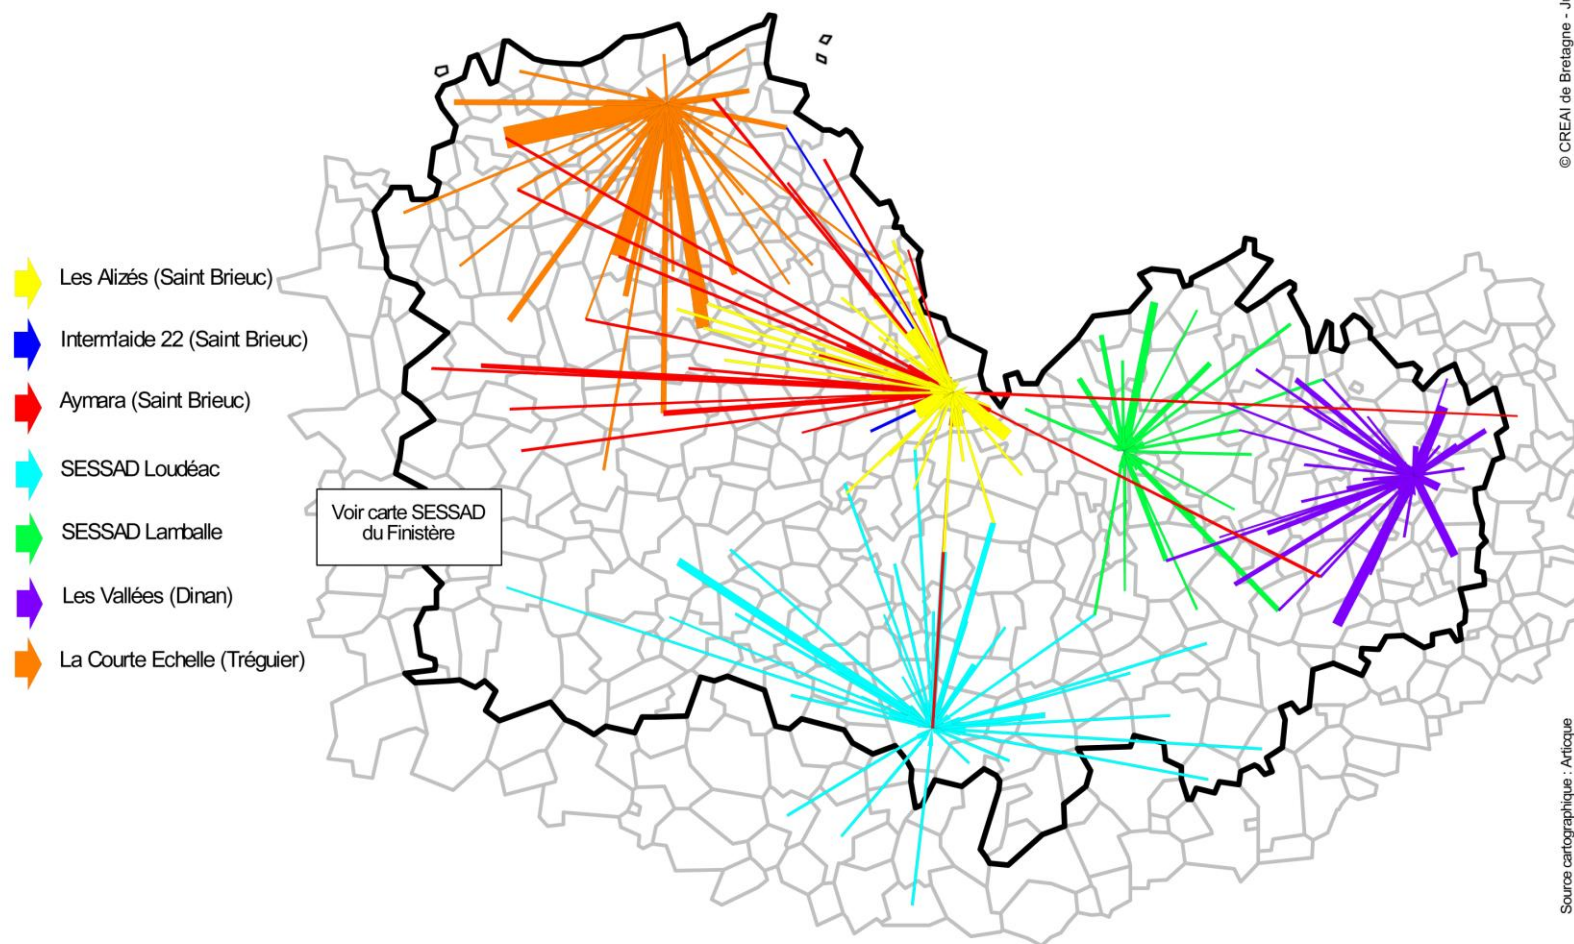 © CREAI de Bretagne -
Les Alizés (Saint Brieuc)
Interm'aide 22 (Saint Brieuc)
Aymara (Saint Brieuc)
SESSAD Loudéac
SESSAD Lamballe
Les Vallées (Dinan)
La Courte Echelle (Tréguier)
Voir carte SESSAD
du Finistère
Source cartographique : Articque